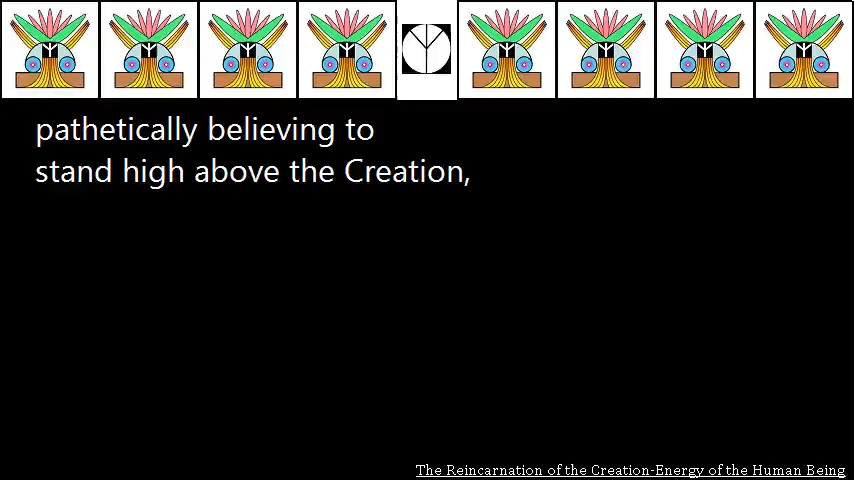 pathetically believing to
stand high above the Creation,
The Reincarnation of the Creation-Energy of the Human Being